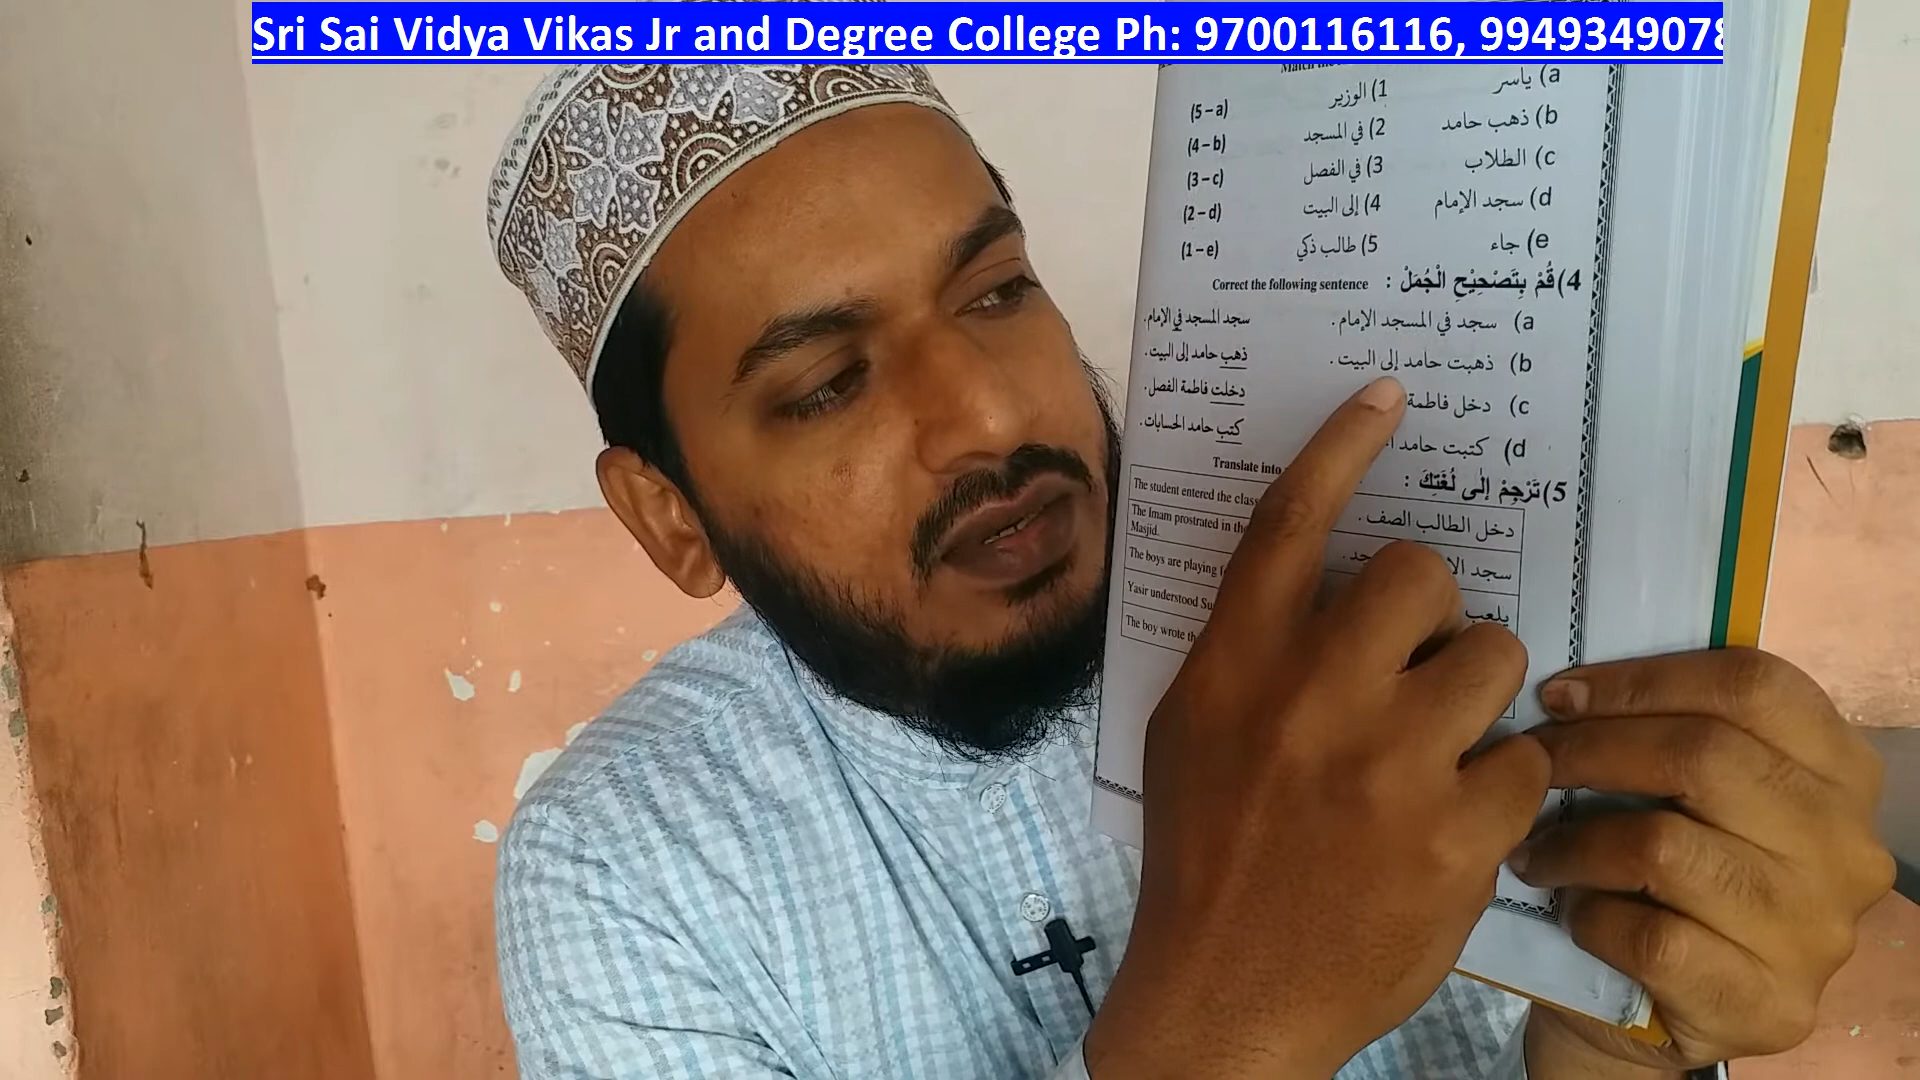 Sri Sai Vidya Vikas Jr and Degree College Ph: 9700116116, 9949349078
a) ياسر 1) الوزير (5 – a)
b) ذهب حامد 2) في المسجد (4 – b)
c) الطلاب 3) في الفصل (3 – c)
d) سجد الإمام 4) إلى البيت (2 – d)
e) جاء 5) طالب ذكي (1 – e)
4) قُمْ بِتَصْحِيْحِ الْجُمَلْ : Correct the following sentence
a) سجد في المسجد الإمام . سجد المسجد في الإمام .
b) ذهبت حامد إلى البيت . ذهب حامد إلى البيت .
c) دخل فاطمة دخلت فاطمة الفصل .
d) كتبت حامد كتب حامد الحسابات .
5) تَرْجِمْ إِلٰى لُغَتِكَ : Translate into
دخل الطالب الصف . The student entered the class
سجد The Imam prostrated in the
Masjid.
يلعب The boys are playing
Yasir understood
The boy wrote